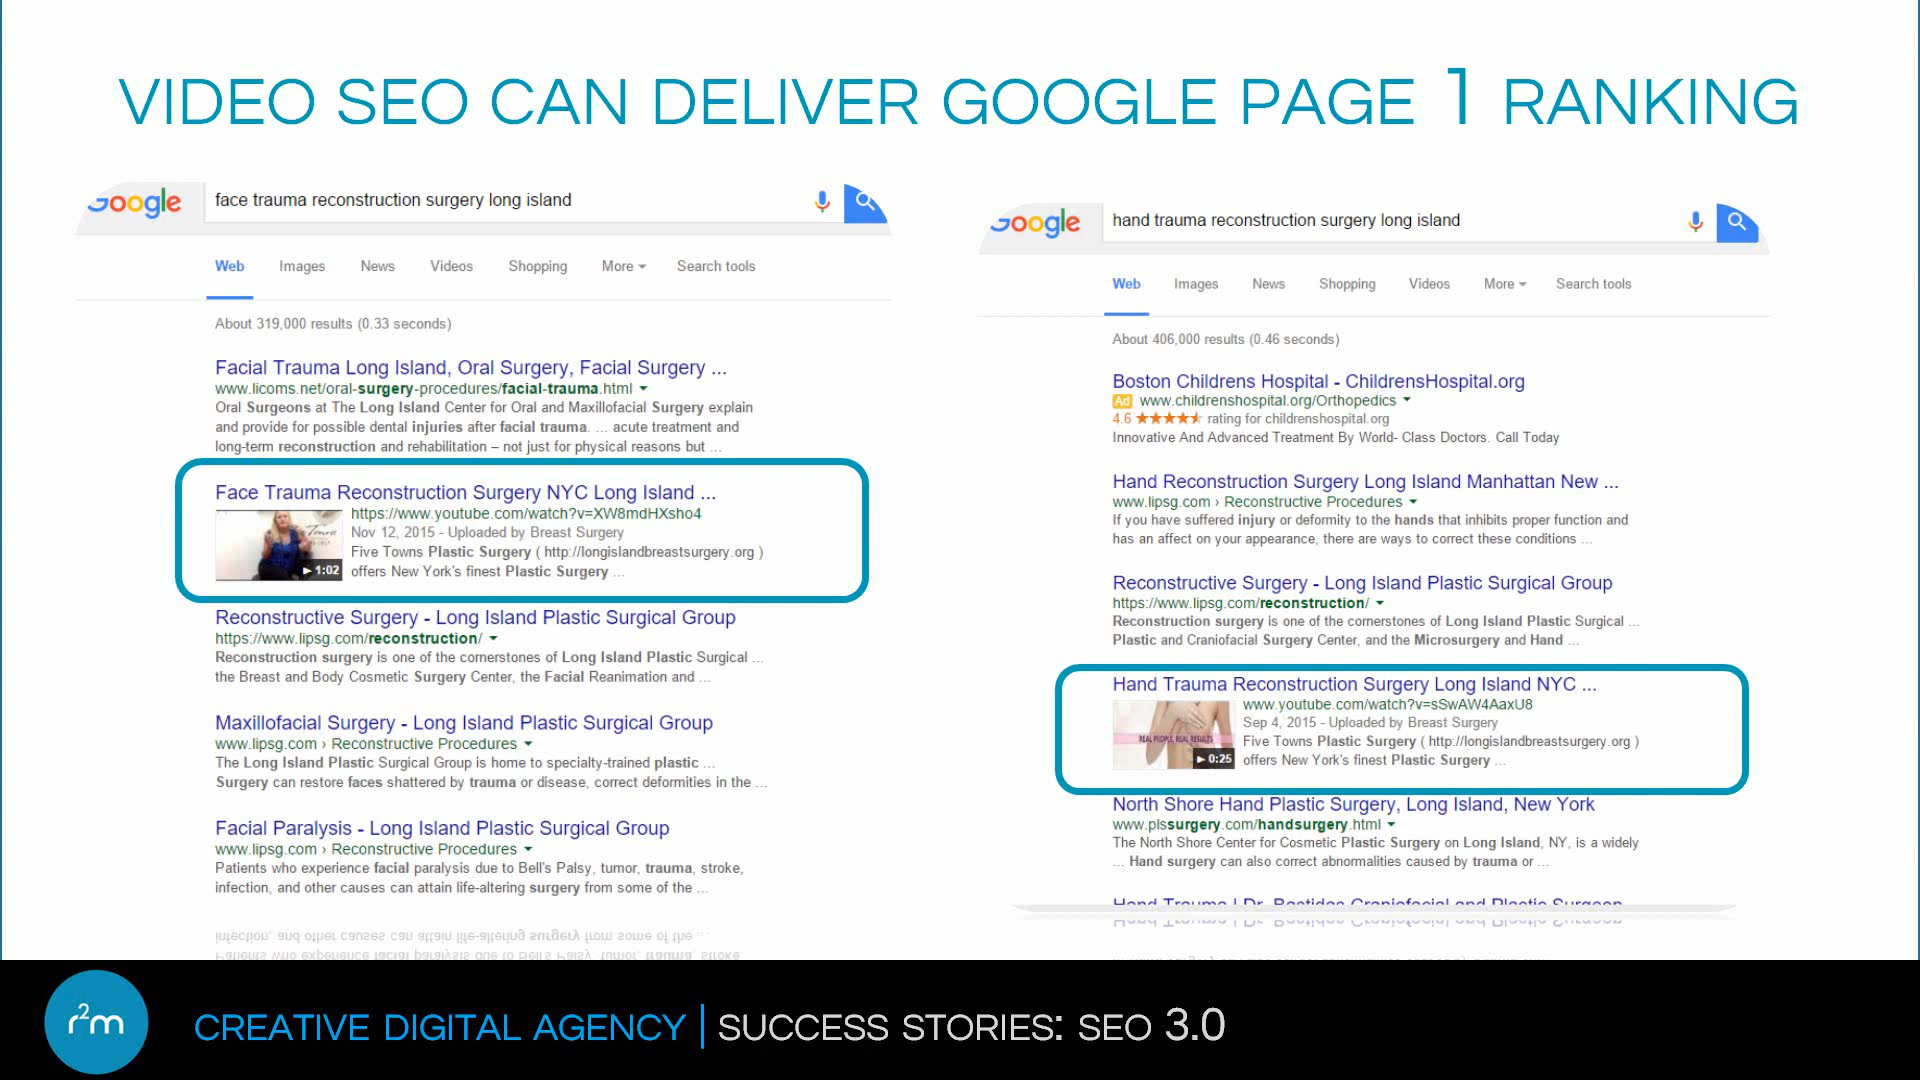 VIDEO SEO CAN DELIVER GOOGLE PAGE 1 RANKING
Google
face trauma reconstruction surgery long island
Web Images News Videos Shopping More Search tools
About 319,000 results (0.33 seconds)
Facial Trauma Long Island, Oral Surgery, Facial Surgery ...
www.licoms.net/oral-surgery-procedures/facial-trauma.html
Oral Surgeons at The Long Island Center for Oral and Maxillofacial Surgery explain
and provide for possible dental injuries after facial trauma. ... acute treatment and
long-term reconstruction and rehabilitation – not just for physical reasons but ...
Face Trauma Reconstruction Surgery NYC Long Island ...
https://www.youtube.com/watch?v=XW8mdHXsho4
Nov 12, 2015 - Uploaded by Breast Surgery
Five Towns Plastic Surgery ( http://longislandbreastsurgery.org )
offers New York's finest Plastic Surgery ...
1:02
Reconstructive Surgery - Long Island Plastic Surgical Group
https://www.lipsg.com/reconstruction/
Reconstruction surgery is one of the cornerstones of Long Island Plastic Surgical ...
the Breast and Body Cosmetic Surgery Center, the Facial Reanimation and ...
Maxillofacial Surgery - Long Island Plastic Surgical Group
www.lipsg.com › Reconstructive Procedures
The Long Island Plastic Surgical Group is home to specialty-trained plastic ...
Surgery can restore faces shattered by trauma or disease, correct deformities in the ...
Facial Paralysis - Long Island Plastic Surgical Group
www.lipsg.com › Reconstructive Procedures
Patients who experience facial paralysis due to Bell's Palsy, tumor, trauma, stroke,
infection, and other causes can attain life-altering surgery from some of the ...
Google
hand trauma reconstruction surgery long island
Web Images News Shopping Videos More Search tools
About 406,000 results (0.46 seconds)
Boston Childrens Hospital - ChildrensHospital.org
Ad www.childrenshospital.org/Orthopedics
4.6 ★★★★★ rating for childrenshospital.org
Innovative And Advanced Treatment By World- Class Doctors. Call Today
Hand Reconstruction Surgery Long Island Manhattan New ...
www.lipsg.com › Reconstructive Procedures
If you have suffered injury or deformity to the hands that inhibits proper function and
has an affect on your appearance, there are ways to correct these conditions ...
Reconstructive Surgery - Long Island Plastic Surgical Group
https://www.lipsg.com/reconstruction/
Reconstruction surgery is one of the cornerstones of Long Island Plastic Surgical ...
Plastic and Craniofacial Surgery Center, and the Microsurgery and Hand ...
Hand Trauma Reconstruction Surgery Long Island NYC ...
www.youtube.com/watch?v=sSwAW4AaxU8
Sep 4, 2015 - Uploaded by Breast Surgery
Five Towns Plastic Surgery ( http://longislandbreastsurgery.org )
offers New York's finest Plastic Surgery ...
REAL PEOPLE, REAL RESULTS
0:25
North Shore Hand Plastic Surgery, Long Island, New York
www.plssurgery.com/handsurgery.html
The North Shore Center for Cosmetic Plastic Surgery on Long Island, NY, is a widely
... Hand surgery can also correct abnormalities caused by trauma or ...
Hand Trauma | Dr. Bastidas Craniofacial and Plastic Surgeon
r2m
CREATIVE DIGITAL AGENCY | SUCCESS STORIES: SEO 3.0